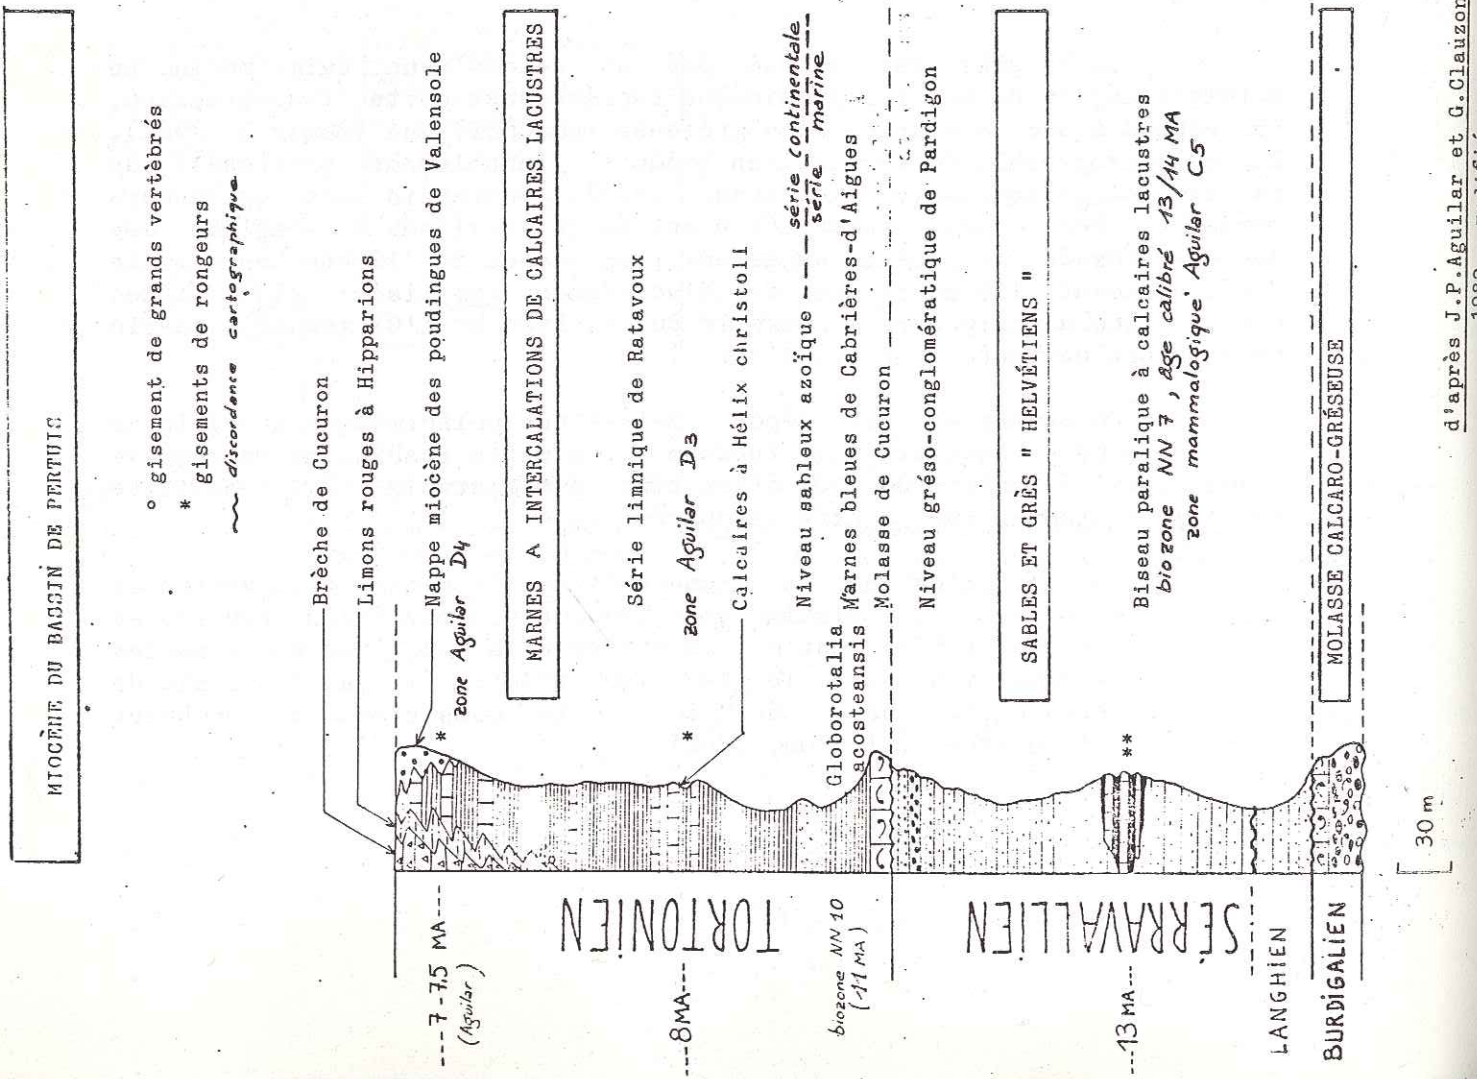 MIOCÈNE DU BASSIN DE PERTUIS
° gisement de grands vertébrés
* gisements de rongeurs
~ discordance cartographique
Brèche de Cucuron
Limons rouges à Hipparions
Nappe miocène des poudingues de Valensole
* zone Aguilar D4
MARNES A INTERCALATIONS DE CALCAIRES LACUSTRES
Série limnique de Ratavoux
* zone Aguilar D3
Calcaires à Hélix christoli
Niveau sableux azoïque
série continentale
série marine
Globorotalia
acosteansis
Marnes bleues de Cabrières-d'Aigues
Molasse de Cucuron
Niveau gréso-conglomératique de Pardigon
SABLES ET GRÈS " HELVÉTIENS "
**
Biseau paralique à calcaires lacustres
biozone NN 7, âge calibré 13/14 MA
zone mammalogique Aguilar C5
MOLASSE CALCARO-GRÉSEUSE
TORTONIEN
SERRAVALLIEN
LANGHIEN
BURDIGALIEN
7 - 7,5 MA
(Aguilar)
8 MA
biozone NN 10
(11 MA)
13 MA
30 m
d'après J.P.Aguilar et G.Clauzon